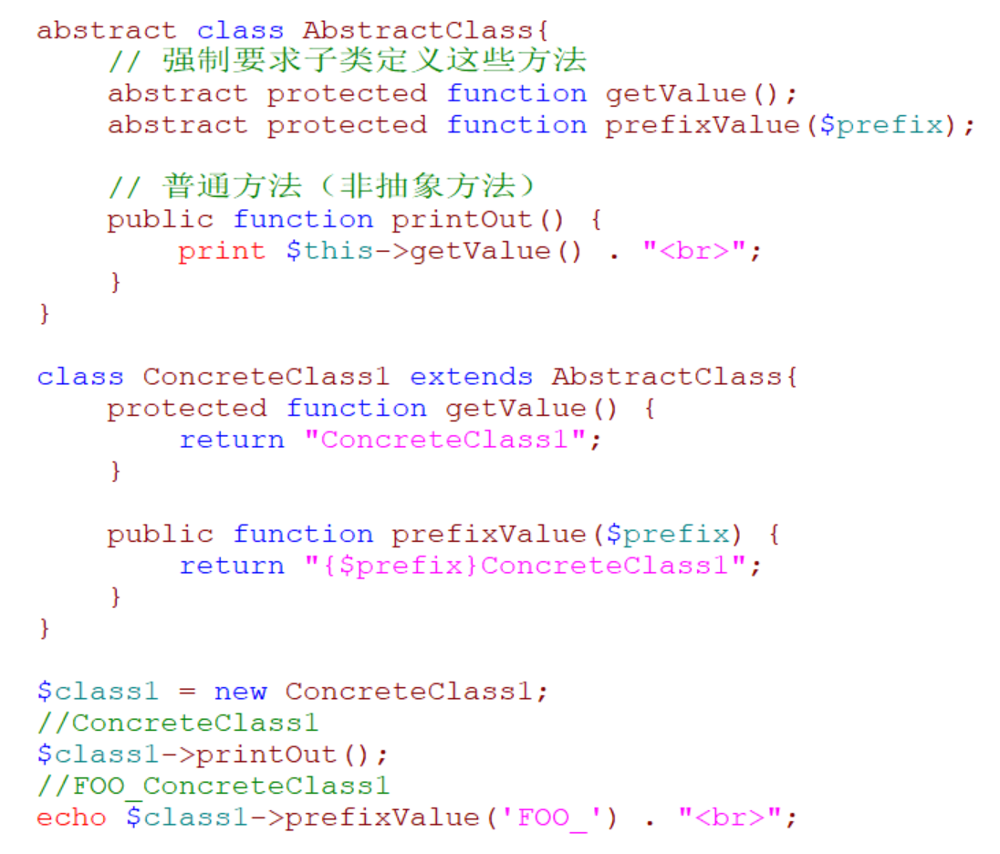 abstract class AbstractClass{
    // 强制要求子类定义这些方法
    abstract protected function getValue();
    abstract protected function prefixValue($prefix);

    // 普通方法（非抽象方法）
    public function printOut() {
        print $this->getValue() . "<br>";
    }
}

class ConcreteClass1 extends AbstractClass{
    protected function getValue() {
        return "ConcreteClass1";
    }

    public function prefixValue($prefix) {
        return "{$prefix}ConcreteClass1";
    }
}

$class1 = new ConcreteClass1;
//ConcreteClass1
$class1->printOut();
//FOO_ConcreteClass1
echo $class1->prefixValue('FOO_') . "<br>";